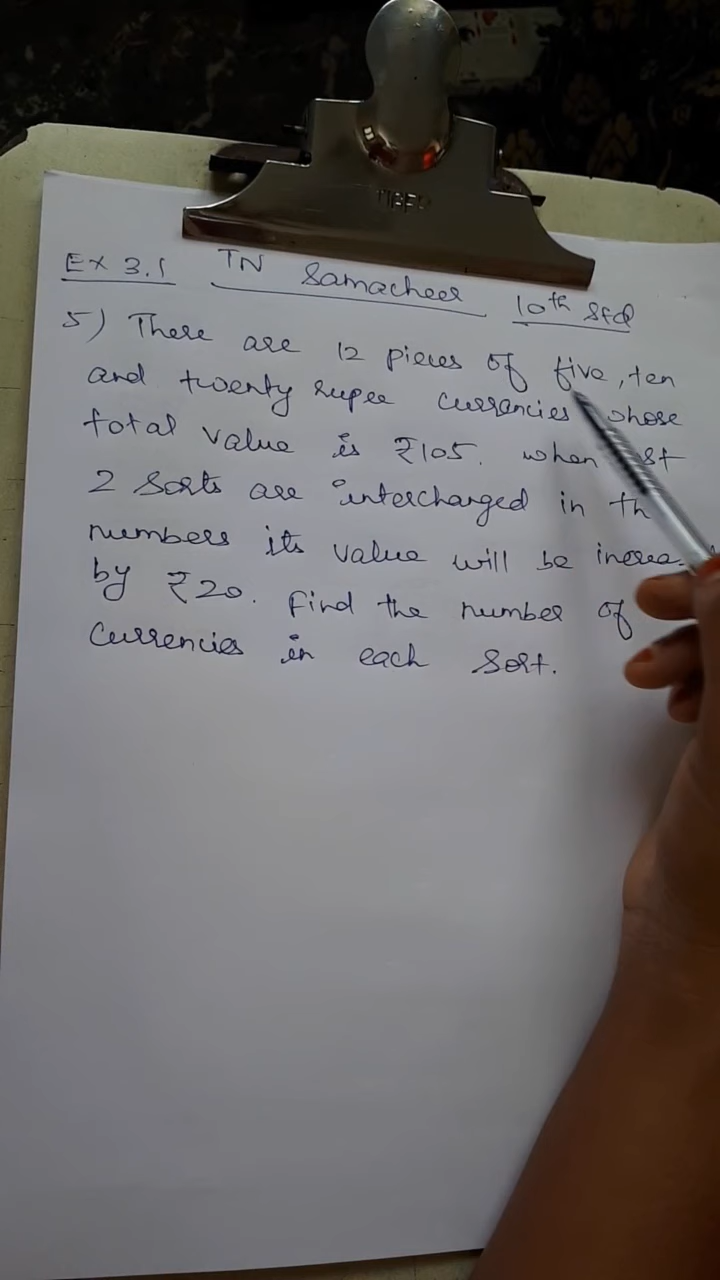 Ex 3.1 TN Samacheer 10th Std
5) There are 12 pieces of five, ten
and twenty rupee currencies whose
total value is ₹105. when
2 Sorts are interchanged in
numbers its value will be
by ₹20. Find the number of
Currencies in each Sort.